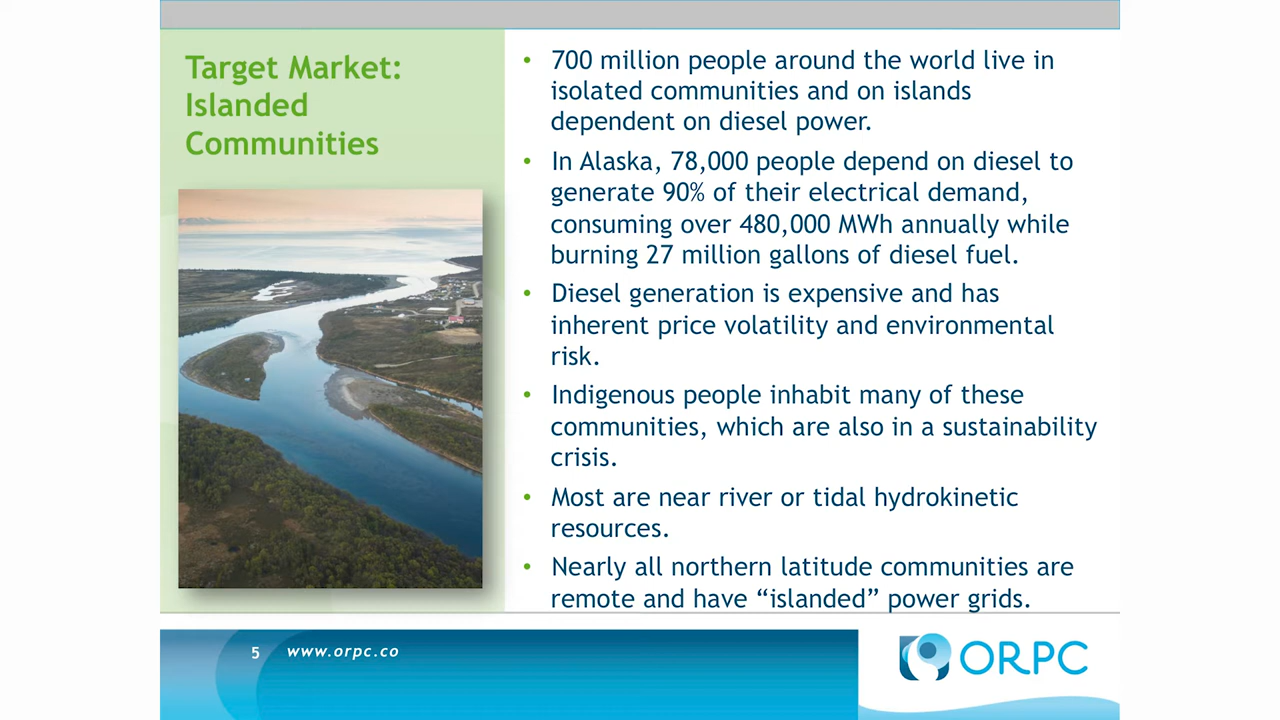 Target Market:
Islanded
Communities
• 700 million people around the world live in
isolated communities and on islands
dependent on diesel power.
• In Alaska, 78,000 people depend on diesel to
generate 90% of their electrical demand,
consuming over 480,000 MWh annually while
burning 27 million gallons of diesel fuel.
• Diesel generation is expensive and has
inherent price volatility and environmental
risk.
• Indigenous people inhabit many of these
communities, which are also in a sustainability
crisis.
• Most are near river or tidal hydrokinetic
resources.
• Nearly all northern latitude communities are
remote and have “islanded” power grids.
5 www.orpc.co
ORPC